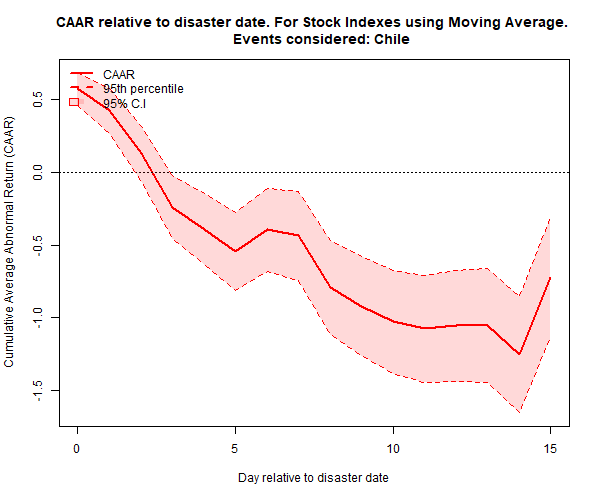 CAAR relative to disaster date. For Stock Indexes using Moving Average.
Events considered: Chile
CAAR
95th percentile
95% C.I
Cumulative Average Abnormal Return (CAAR)
0.5
0.0
-0.5
-1.0
-1.5
0
5
10
15
Day relative to disaster date